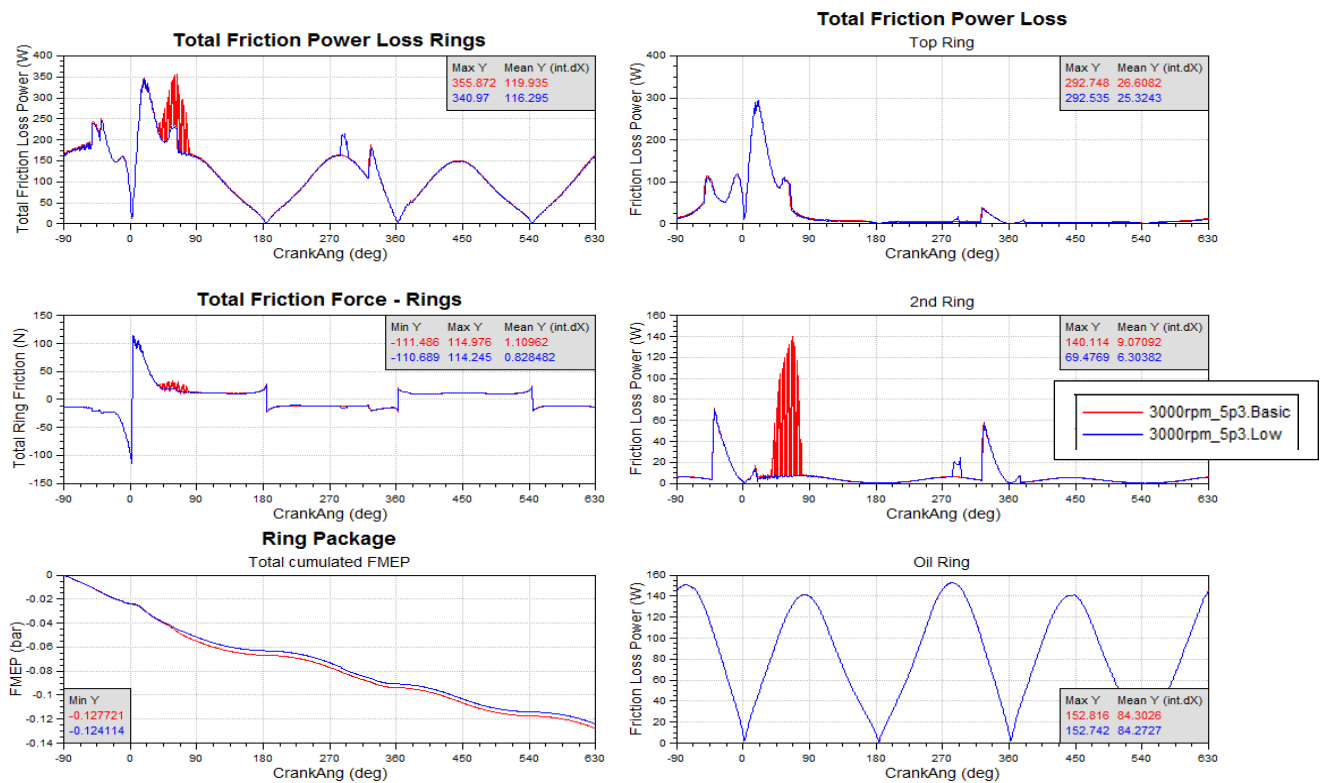 Total Friction Power Loss Rings
Total Friction Loss Power (W)
400
350
300
250
200
150
100
50
0
Max Y Mean Y (int.dX)
355.872 119.935
340.97 116.295
-90 0 90 180 270 360 450 540 630
CrankAng (deg)
Total Friction Power Loss
Top Ring
Friction Loss Power (W)
400
300
200
100
0
Max Y Mean Y (int.dX)
292.748 26.6082
292.535 25.3243
-90 0 90 180 270 360 450 540 630
CrankAng (deg)
Total Friction Force - Rings
Total Ring Friction (N)
150
100
50
0
-50
-100
-150
Min Y Max Y Mean Y (int.dX)
-111.486 114.976 1.10962
-110.689 114.245 0.828482
-90 0 90 180 270 360 450 540 630
CrankAng (deg)
2nd Ring
Friction Loss Power (W)
160
140
120
100
80
60
40
20
0
Max Y Mean Y (int.dX)
140.114 9.07092
69.4769 6.30382
3000rpm_5p3.Basic
3000rpm_5p3.Low
-90 0 90 180 270 360 450 540 630
CrankAng (deg)
Ring Package
Total cumulated FMEP
FMEP (bar)
0
-0.02
-0.04
-0.06
-0.08
-0.1
-0.12
-0.14
Min Y
-0.127721
-0.124114
-90 0 90 180 270 360 450 540 630
CrankAng (deg)
Oil Ring
Friction Loss Power (W)
160
140
120
100
80
60
40
20
0
Max Y Mean Y (int.dX)
152.816 84.3026
152.742 84.2727
-90 0 90 180 270 360 450 540 630
CrankAng (deg)